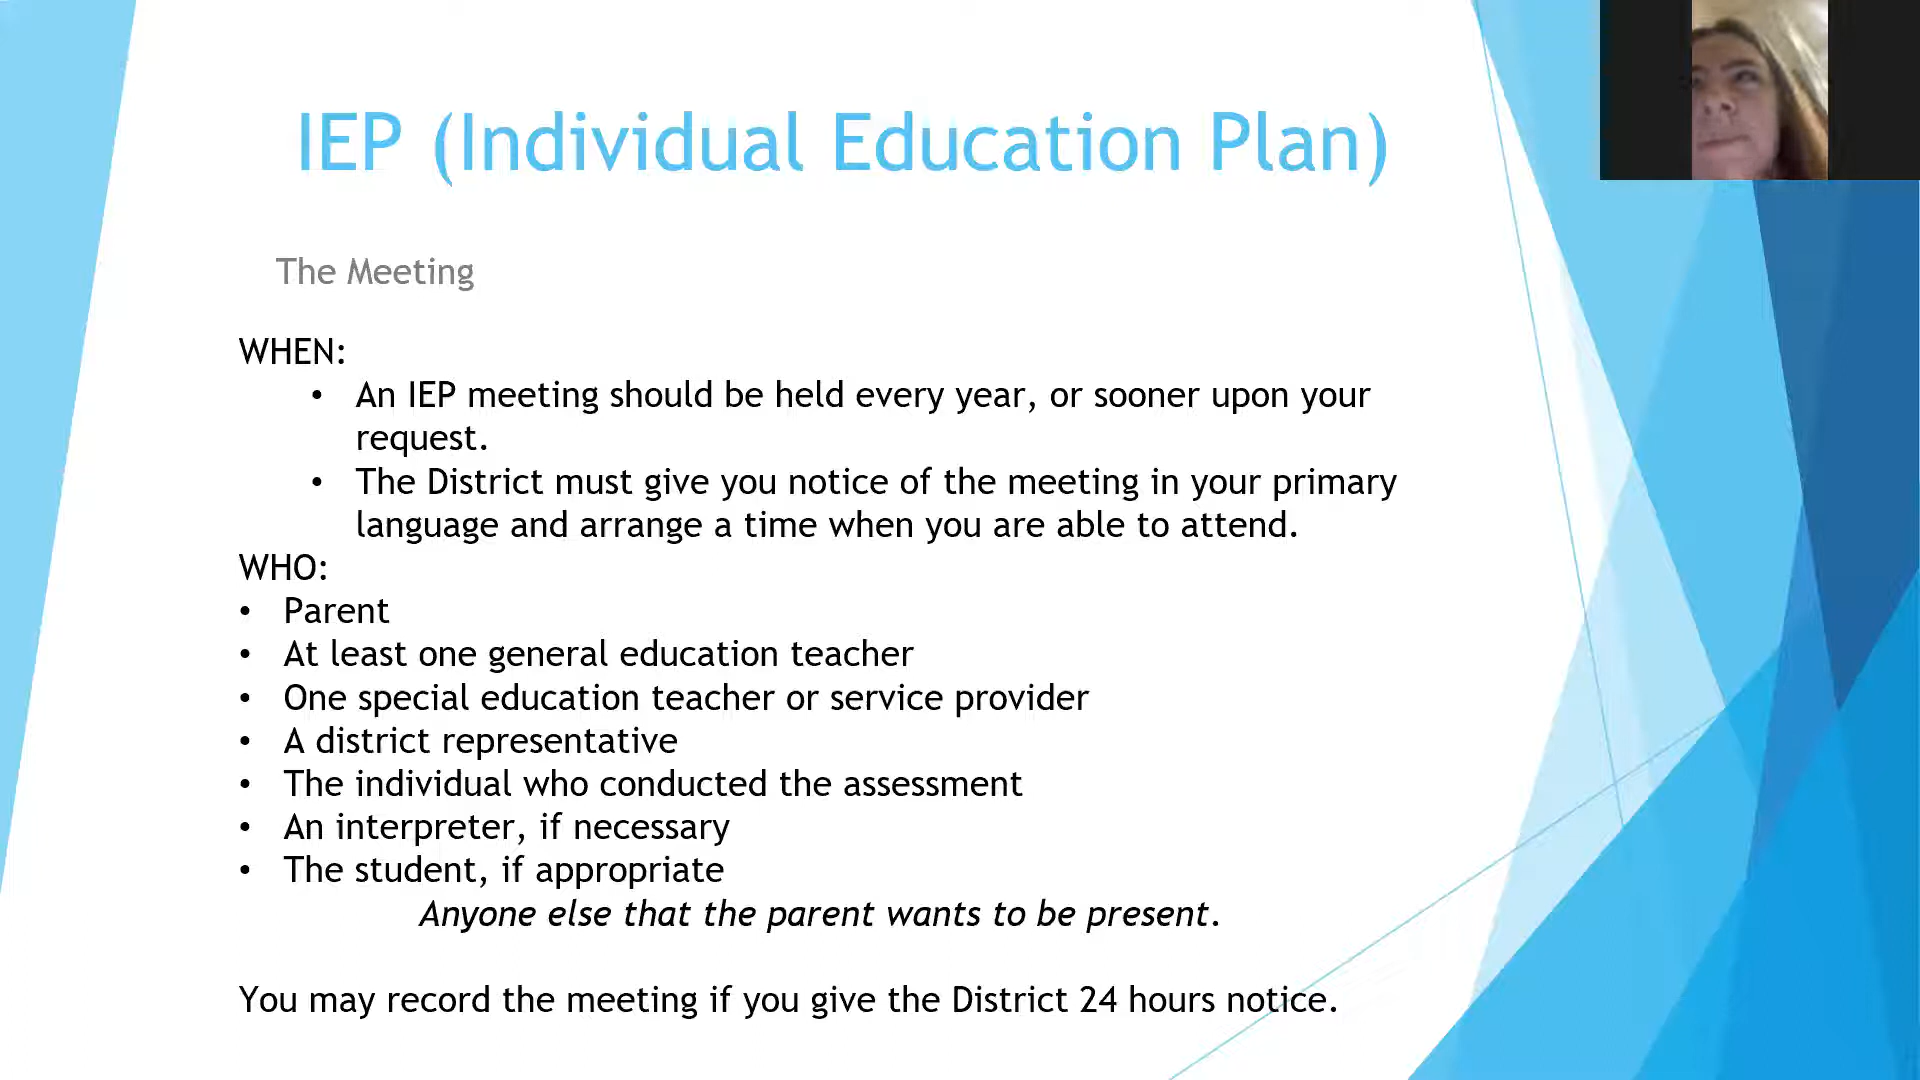 IEP (Individual Education Plan)
The Meeting
WHEN:
• An IEP meeting should be held every year, or sooner upon your
request.
• The District must give you notice of the meeting in your primary
language and arrange a time when you are able to attend.
WHO:
• Parent
• At least one general education teacher
• One special education teacher or service provider
• A district representative
• The individual who conducted the assessment
• An interpreter, if necessary
• The student, if appropriate
Anyone else that the parent wants to be present.
You may record the meeting if you give the District 24 hours notice.